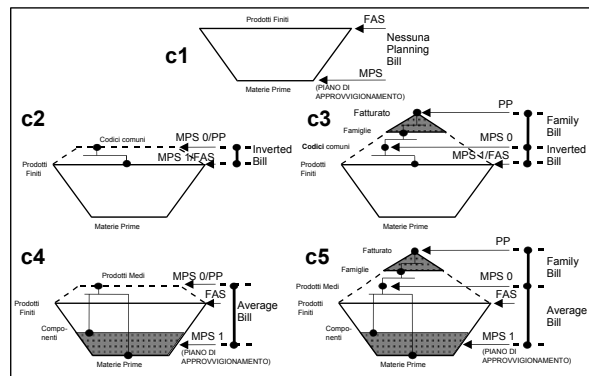 c1
Prodotti Finiti
FAS
Nessuna
Planning
Bill
MPS
(PIANO DI
APPROVVIGIONAMENTO)
Materie Prime
c2
Codici comuni
MPS 0/PP
Inverted
Bill
MPS 1/FAS
Prodotti
Finiti
Materie Prime
c3
Fatturato
PP
Famiglie
Family
Bill
Codici comuni
MPS 0
Inverted
Bill
MPS 1/FAS
Prodotti
Finiti
Materie Prime
c4
Prodotti Medi
MPS 0/PP
Prodotti
Finiti
FAS
Average
Bill
Compo-
nenti
MPS 1
(PIANO DI
APPROVVIGIONAMENTO)
Materie Prime
c5
Fatturato
PP
Famiglie
Family
Bill
Prodotti Medi
MPS 0
Prodotti
Finiti
FAS
Average
Bill
Compo-
nenti
MPS 1
(PIANO DI
APPROVVIGIONAMENTO)
Materie Prime